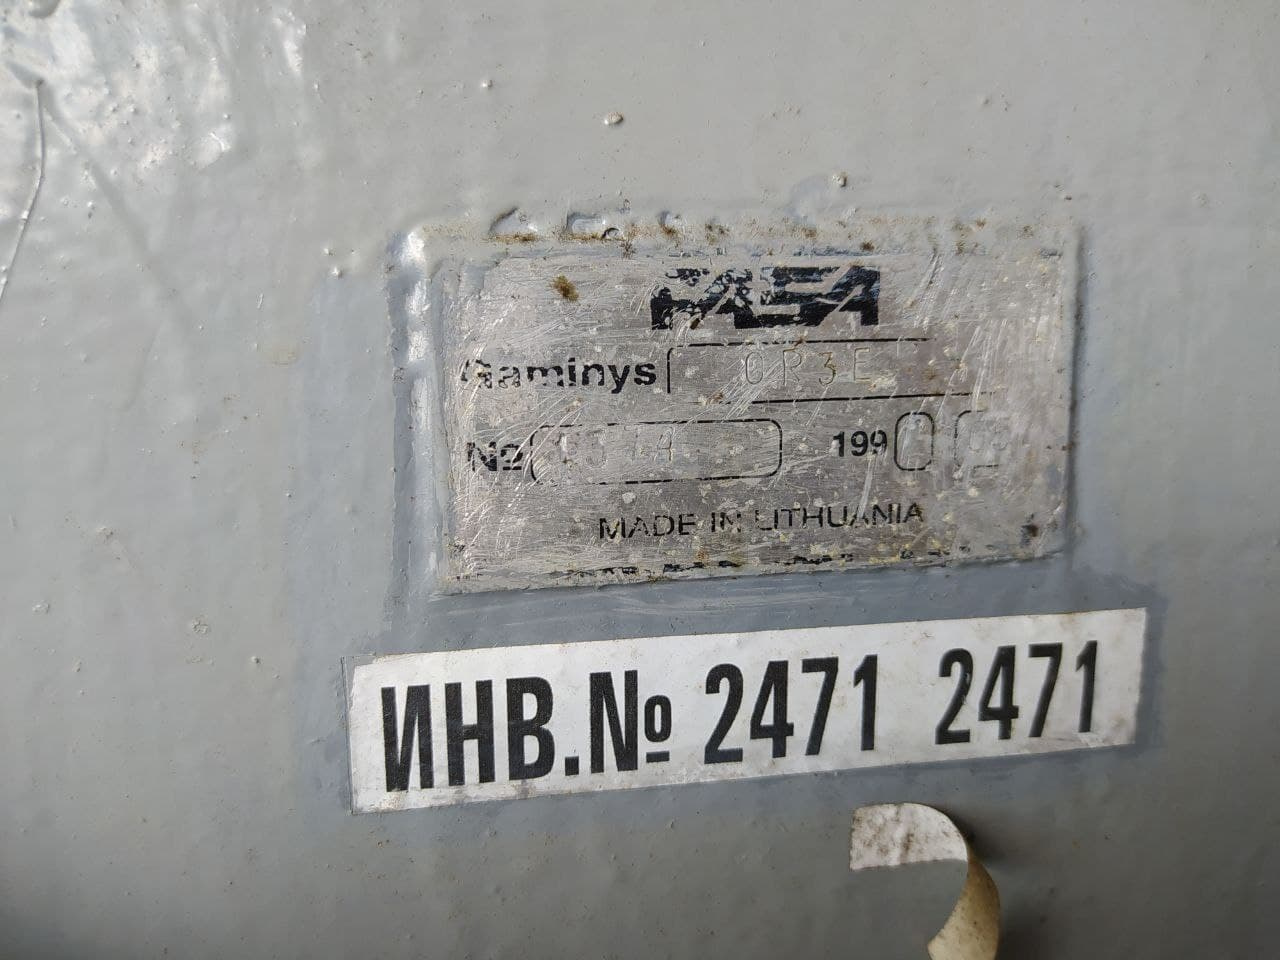 FASA
Gaminys OP3E
№ 199
MADE IN LITHUANIA
ИНВ.№ 2471 2471